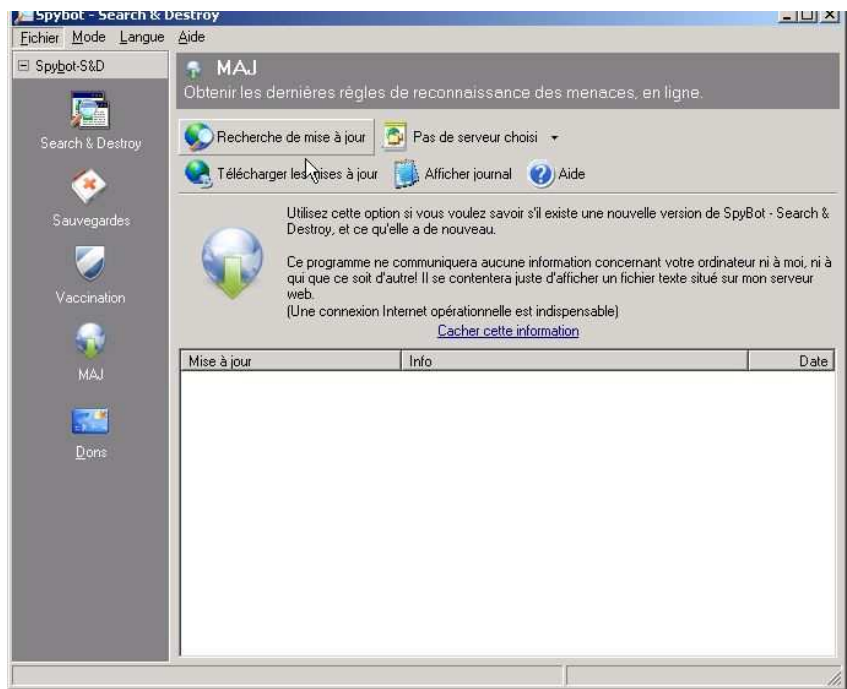 Spybot - Search & Destroy
Fichier Mode Langue Aide
Spybot-S&D
Search & Destroy
Sauvegardes
Vaccination
MAJ
Dons
MAJ
Obtenir les dernières règles de reconnaissance des menaces, en ligne.
Recherche de mise à jour Pas de serveur choisi
Télécharger les mises à jour Afficher journal Aide
Utilisez cette option si vous voulez savoir s'il existe une nouvelle version de SpyBot - Search &
Destroy, et ce qu'elle a de nouveau.
Ce programme ne communiquera aucune information concernant votre ordinateur ni à moi, ni à
qui que ce soit d'autre! Il se contentera juste d'afficher un fichier texte situé sur mon serveur
web.
(Une connexion Internet opérationnelle est indispensable)
Cacher cette information
Mise à jour Info Date